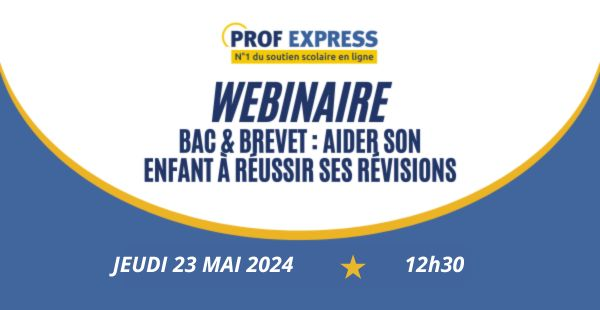 PROF EXPRESS
N°1 du soutien scolaire en ligne
WEBINAIRE
BAC & BREVET : AIDER SON
ENFANT À RÉUSSIR SES RÉVISIONS
JEUDI 23 MAI 2024 12h30